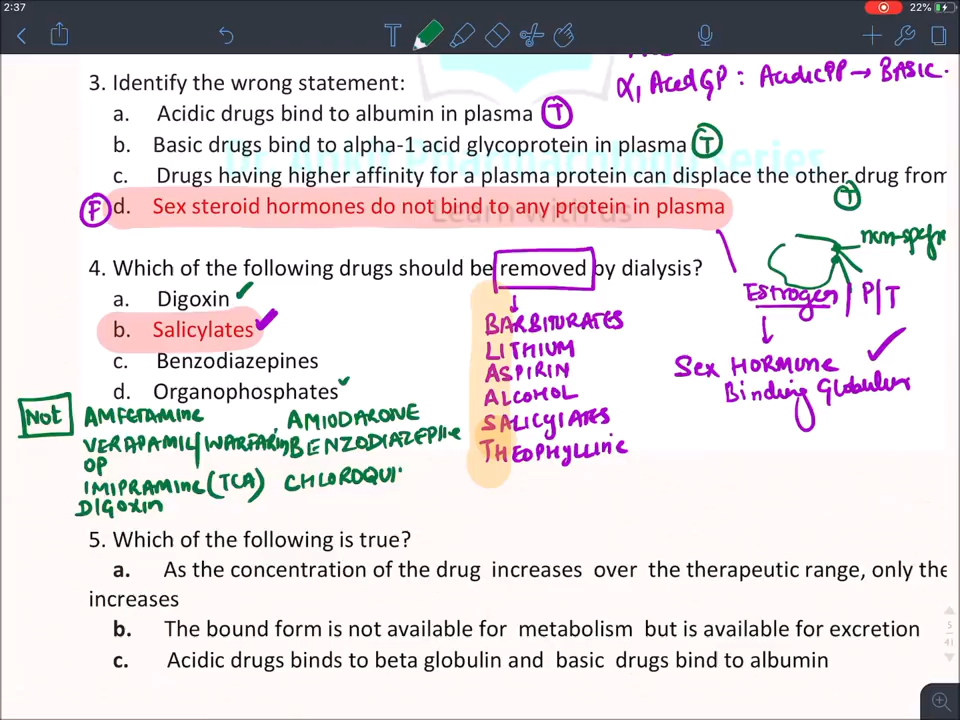 2:37
22%
α, Acid GP : Acidic PP → BASIC.
3. Identify the wrong statement:
a. Acidic drugs bind to albumin in plasma T
b. Basic drugs bind to alpha-1 acid glycoprotein in plasma T
c. Drugs having higher affinity for a plasma protein can displace the other drug from
T
F d. Sex steroid hormones do not bind to any protein in plasma
Learn with us
4. Which of the following drugs should be removed by dialysis?
a. Digoxin
b. Salicylates
c. Benzodiazepines
d. Organophosphates
BARBITURATES
LITHIUM
ASPIRIN
ALCOHOL
SALICYLATES
THEOPHYLLINE
Estrogen / P/T
Sex HORMONE
Binding Globulin
Not
AMFETAMINE
VERAPAMIL / WARFARIN
OP
IMIPRAMINE (TCA)
DIGOXIN
AMIODARONE
BENZODIAZEPINE
CHLOROQUI
5. Which of the following is true?
a. As the concentration of the drug increases over the therapeutic range, only the
increases
b. The bound form is not available for metabolism but is available for excretion
c. Acidic drugs binds to beta globulin and basic drugs bind to albumin
5
41